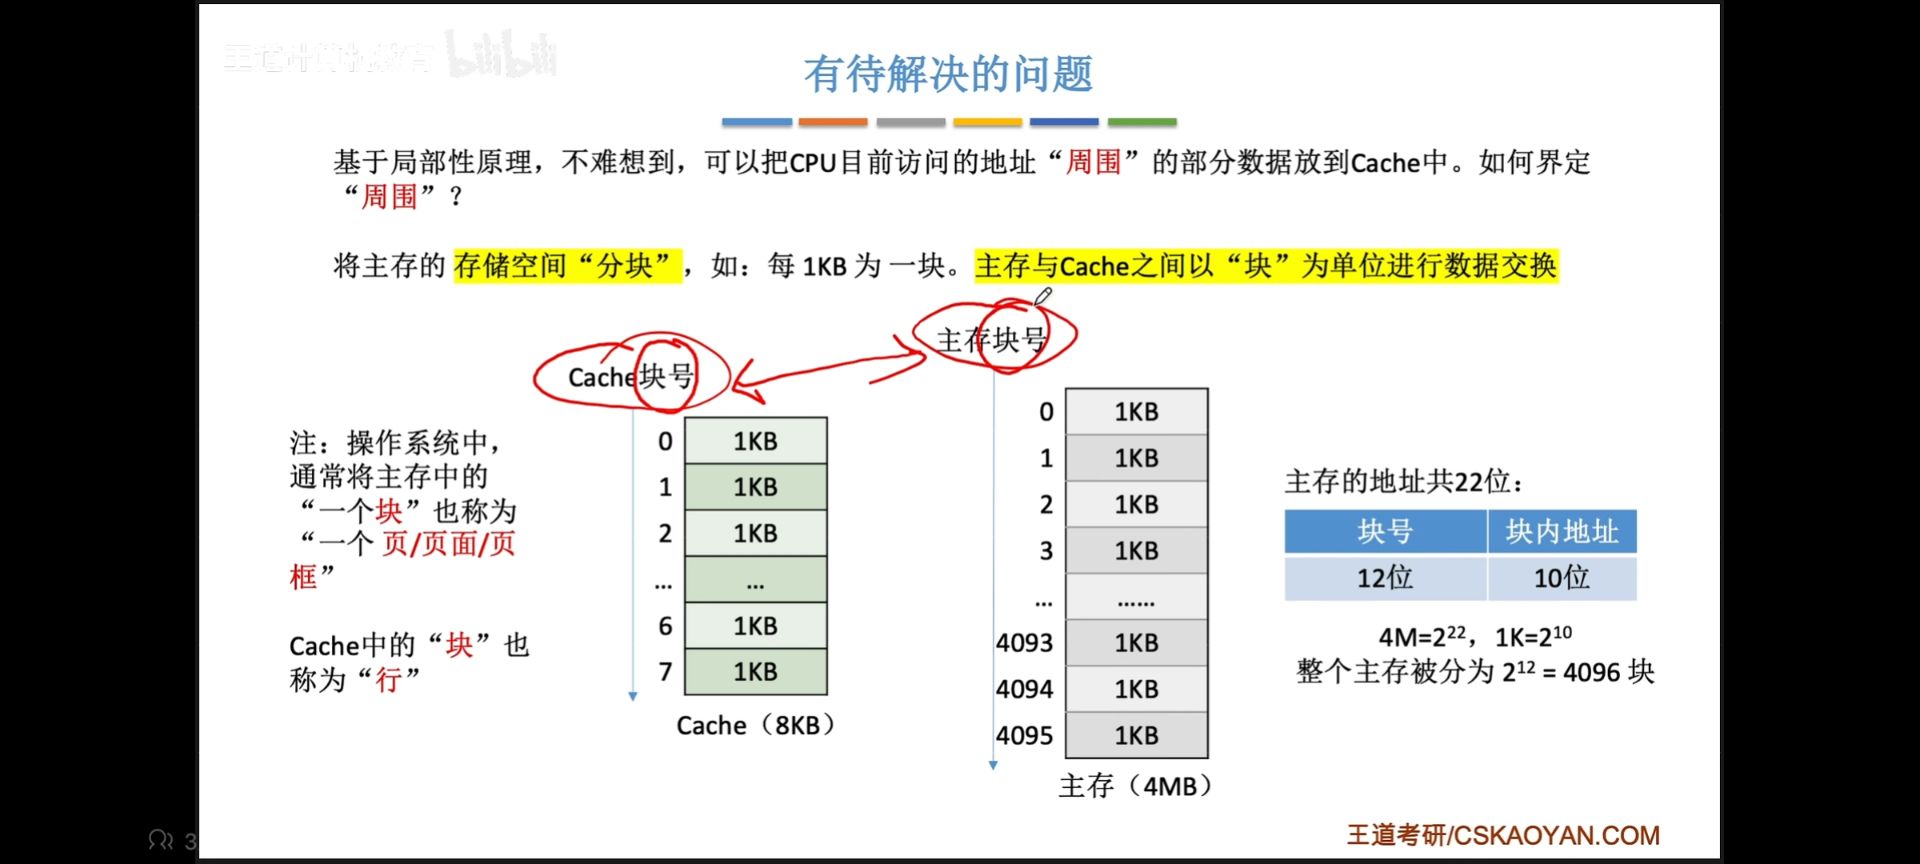 王道计算机教育 bilibili
有待解决的问题
基于局部性原理，不难想到，可以把CPU目前访问的地址“周围”的部分数据放到Cache中。如何界定
“周围”？
将主存的 存储空间“分块”，如：每 1KB 为 一块。主存与Cache之间以“块”为单位进行数据交换
主存块号
Cache块号
注：操作系统中，
通常将主存中的
“一个块”也称为
“一个 页/页面/页
框”
Cache中的“块”也
称为“行”
0 1KB
1 1KB
2 1KB
... ...
6 1KB
7 1KB
Cache（8KB）
0 1KB
1 1KB
2 1KB
3 1KB
... ......
4093 1KB
4094 1KB
4095 1KB
主存（4MB）
主存的地址共22位：
块号 块内地址
12位 10位
4M=2²²，1K=2¹⁰
整个主存被分为 2¹² = 4096 块
3
王道考研/CSKAOYAN.COM